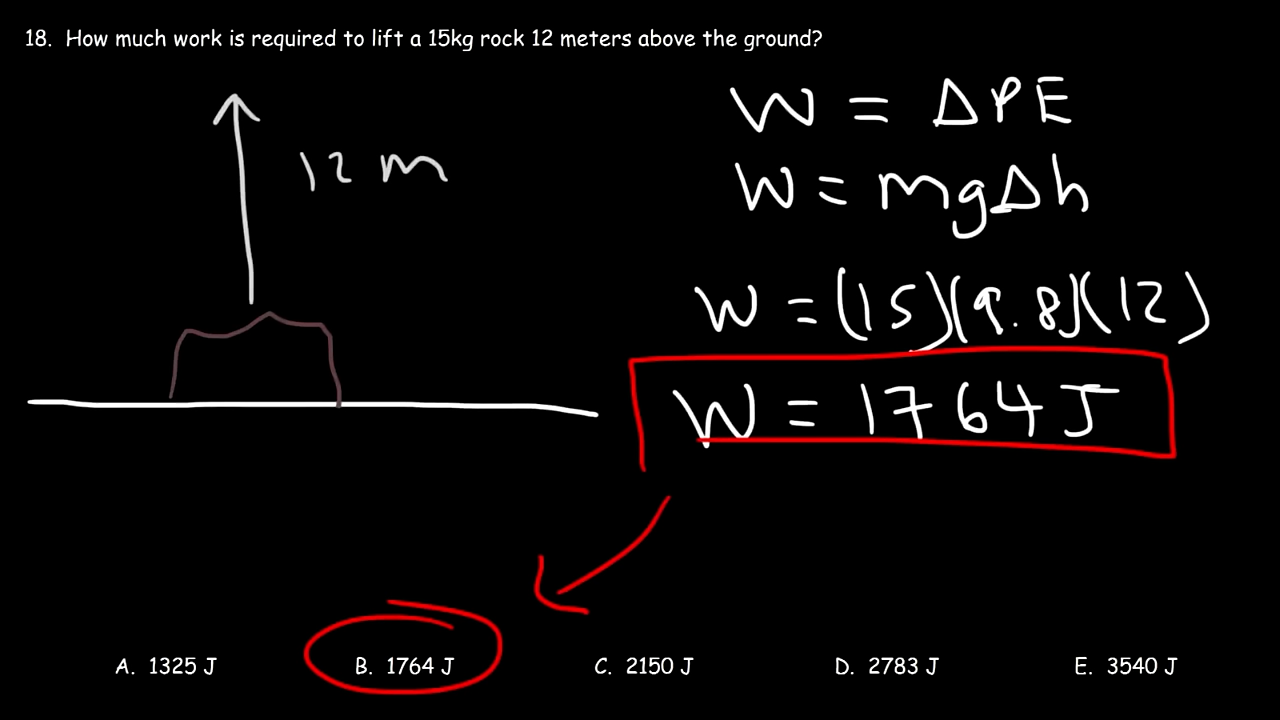 18. How much work is required to lift a 15kg rock 12 meters above the ground?
12 m
W = ΔPE
W = mgΔh
W = (15)(9.8)(12)
W = 1764 J
A. 1325 J
B. 1764 J
C. 2150 J
D. 2783 J
E. 3540 J